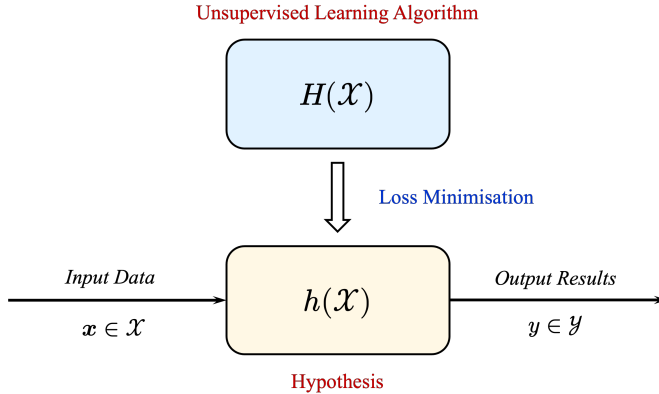 Unsupervised Learning Algorithm
H(𝒳)
Loss Minimisation
Input Data
Output Results
h(𝒳)
𝒙 ∈ 𝒳
y ∈ 𝒴
Hypothesis